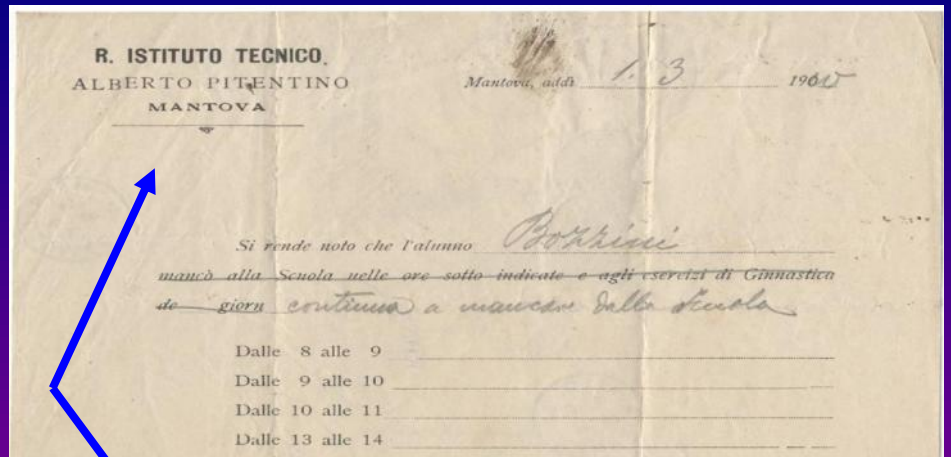 R. ISTITUTO TECNICO.
ALBERTO PITENTINO
MANTOVA
Mantova, addì 1. 3 1900
Si rende noto che l'alunno Bozzini
mancò alla Scuola nelle ore sotto indicate e agli esercizi di Ginnastica
de giorn continua a mancare dalla scuola
Dalle 8 alle 9
Dalle 9 alle 10
Dalle 10 alle 11
Dalle 13 alle 14